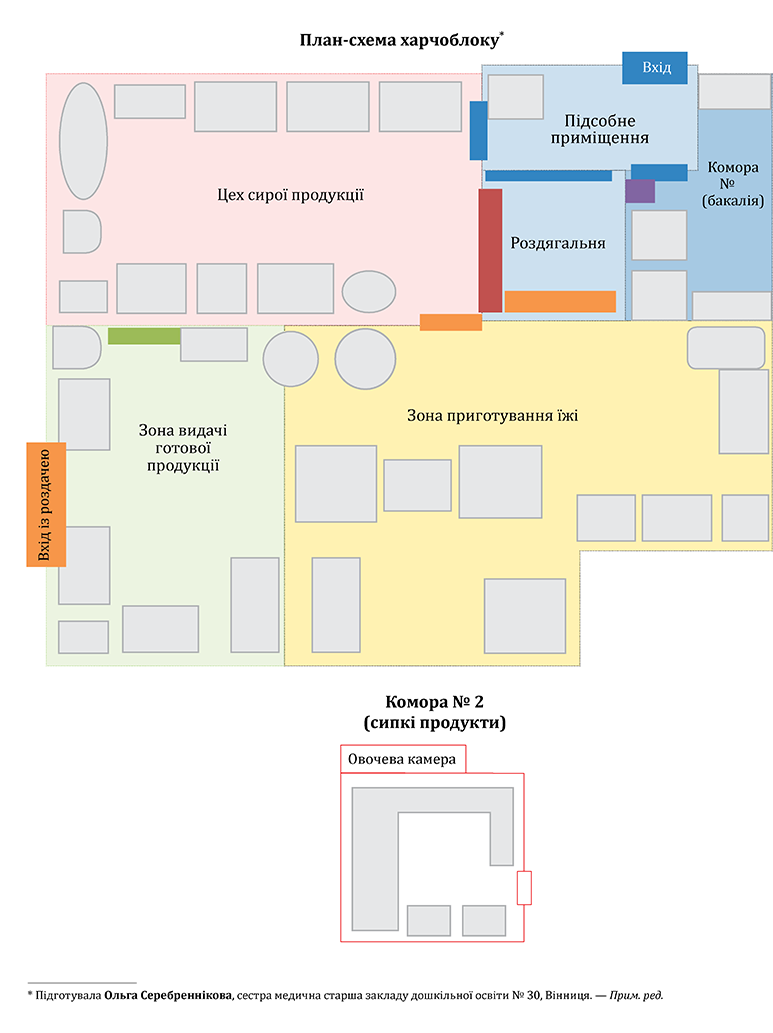 План-схема харчоблоку*
Вхід
Підсобне
приміщення
Комора
№
(бакалія)
Цех сирої продукції
Роздягальня
Зона приготування їжі
Зона видачі
готової
продукції
Вхід із роздачею
Комора № 2
(сипкі продукти)
Овочева камера
* Підготувала Ольга Серебреннікова, сестра медична старша закладу дошкільної освіти № 30, Вінниця. — Прим. ред.